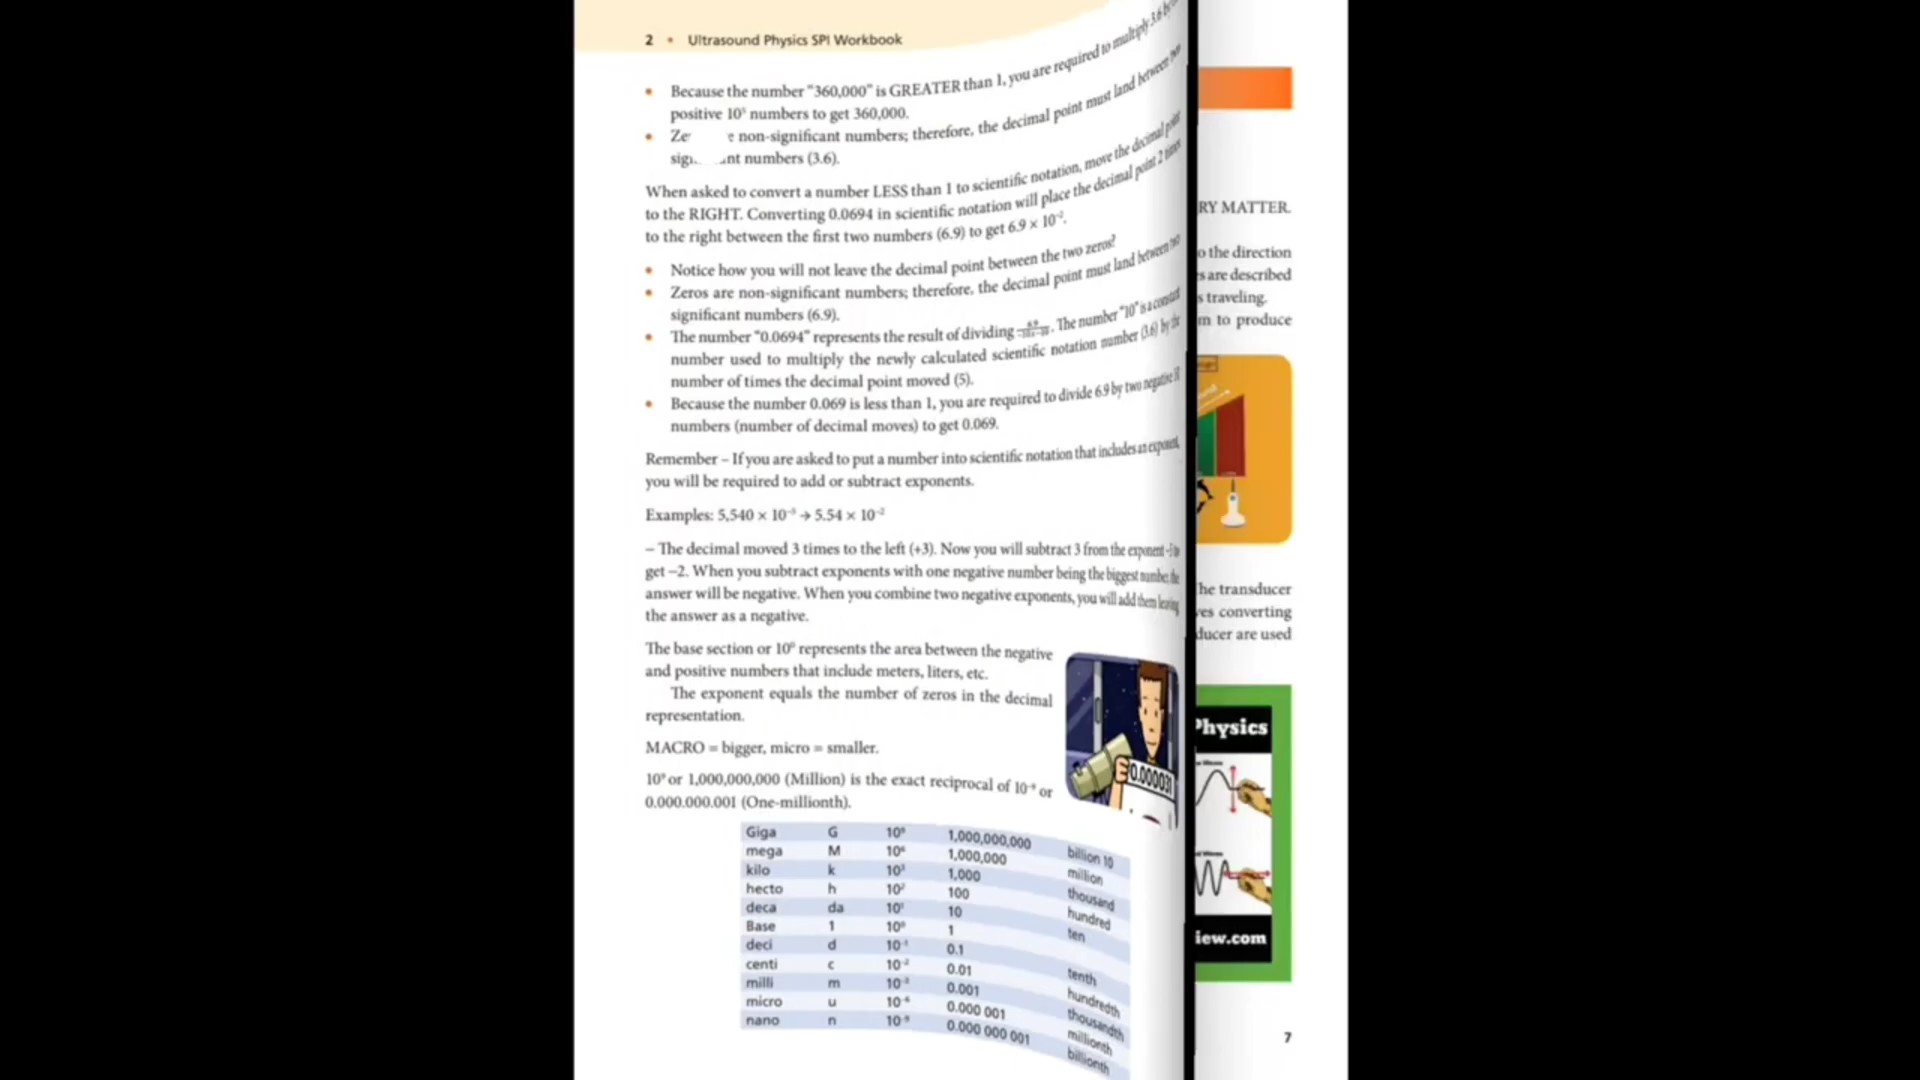 2 • Ultrasound Physics SPI Workbook
• Because the number "360,000" is GREATER than 1, you are required to multiply 3.6 by
positive 10⁵ numbers to get 360,000.
• non-significant numbers; therefore, the decimal point must land between two
numbers (3.6).
When asked to convert a number LESS than 1 to scientific notation, move the decimal point
to the RIGHT. Converting 0.0694 in scientific notation will place the decimal point 2 times
to the right between the first two numbers (6.9) to get 6.9 × 10⁻².
• Notice how you will not leave the decimal point between the two zeros?
• Zeros are non-significant numbers; therefore, the decimal point must land between two
significant numbers (6.9).
• The number "0.0694" represents the result of dividing . The number "10" is a constant
number used to multiply the newly calculated scientific notation number (3.6) by the
number of times the decimal point moved (5).
• Because the number 0.069 is less than 1, you are required to divide 6.9 by two negative 10
numbers (number of decimal moves) to get 0.069.
Remember – If you are asked to put a number into scientific notation that includes an exponent,
you will be required to add or subtract exponents.
Examples: 5,540 × 10⁻⁵ → 5.54 × 10⁻²
– The decimal moved 3 times to the left (+3). Now you will subtract 3 from the exponent to
get –2. When you subtract exponents with one negative number being the biggest number, the
answer will be negative. When you combine two negative exponents, you will add them leaving
the answer as a negative.
The base section or 10⁰ represents the area between the negative
and positive numbers that include meters, liters, etc.
The exponent equals the number of zeros in the decimal
representation.
MACRO = bigger, micro = smaller.
10⁹ or 1,000,000,000 (Million) is the exact reciprocal of 10⁻⁹ or
0.000.000.001 (One-millionth).
0.000031
Giga G 10⁹ 1,000,000,000 billion 10
mega M 10⁶ 1,000,000 million
kilo k 10³ 1,000 thousand
hecto h 10² 100 hundred
deca da 10¹ 10 ten
Base 1 10⁰ 1
deci d 10⁻¹ 0.1 tenth
centi c 10⁻² 0.01 hundredth
milli m 10⁻³ 0.001 thousandth
micro u 10⁻⁶ 0.000 001 millionth
nano n 10⁻⁹ 0.000 000 001 billionth
RY MATTER.
o the direction
s are described
s traveling.
m to produce
he transducer
es converting
ducer are used
Physics
iew.com
7